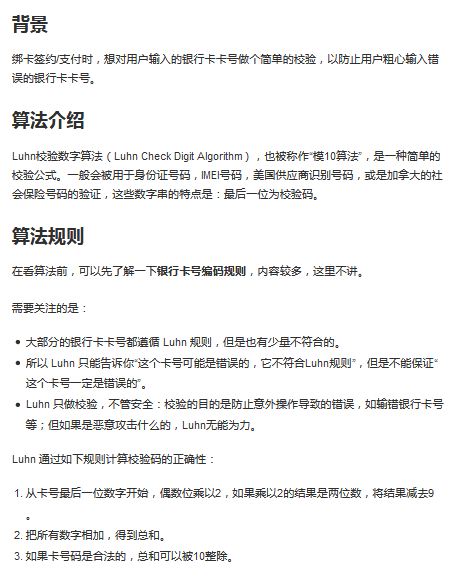 背景
绑卡签约/支付时，想对用户输入的银行卡卡号做个简单的校验，以防止用户粗心输入错
误的银行卡卡号。
算法介绍
Luhn校验数字算法（Luhn Check Digit Algorithm），也被称作“模10算法”，是一种简单的
校验公式。一般会被用于身份证号码，IMEI号码，美国供应商识别号码，或是加拿大的社
会保险号码的验证，这些数字串的特点是：最后一位为校验码。
算法规则
在看算法前，可以先了解一下银行卡号编码规则，内容较多，这里不讲。
需要关注的是：
• 大部分的银行卡卡号都遵循 Luhn 规则，但是也有少量不符合的。
• 所以 Luhn 只能告诉你“这个卡号可能是错误的，它不符合Luhn规则”，但是不能保证“
这个卡号一定是错误的”。
• Luhn 只做校验，不管安全：校验的目的是防止意外操作导致的错误，如输错银行卡号
等；但如果是恶意攻击什么的，Luhn无能为力。
Luhn 通过如下规则计算校验码的正确性：
1. 从卡号最后一位数字开始，偶数位乘以2，如果乘以2的结果是两位数，将结果减去9
。
2. 把所有数字相加，得到总和。
3. 如果卡号码是合法的，总和可以被10整除。